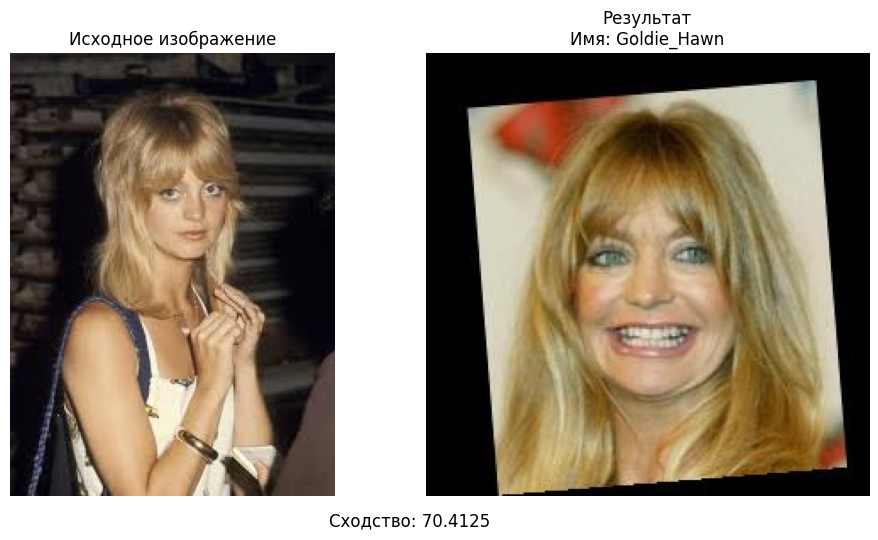 Исходное изображение
Результат
Имя: Goldie_Hawn
Сходство: 70.4125